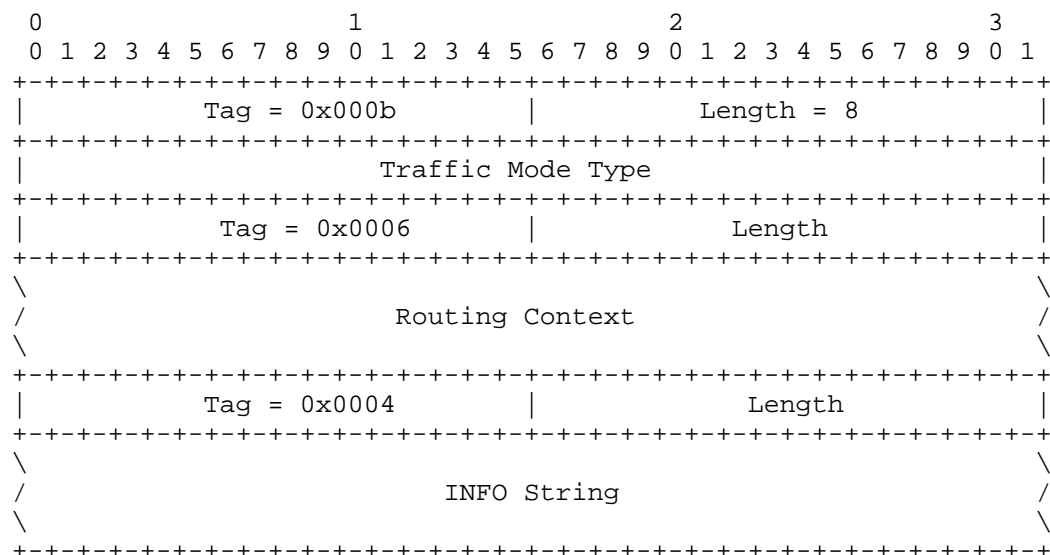 0                   1                   2                   3
 0 1 2 3 4 5 6 7 8 9 0 1 2 3 4 5 6 7 8 9 0 1 2 3 4 5 6 7 8 9 0 1
+-+-+-+-+-+-+-+-+-+-+-+-+-+-+-+-+-+-+-+-+-+-+-+-+-+-+-+-+-+-+-+-+
|           Tag = 0x000b        |          Length = 8           |
+-+-+-+-+-+-+-+-+-+-+-+-+-+-+-+-+-+-+-+-+-+-+-+-+-+-+-+-+-+-+-+-+
|                      Traffic Mode Type                        |
+-+-+-+-+-+-+-+-+-+-+-+-+-+-+-+-+-+-+-+-+-+-+-+-+-+-+-+-+-+-+-+-+
|            Tag = 0x0006       |            Length             |
+-+-+-+-+-+-+-+-+-+-+-+-+-+-+-+-+-+-+-+-+-+-+-+-+-+-+-+-+-+-+-+-+
\                                                               \
/                       Routing Context                         /
\                                                               \
+-+-+-+-+-+-+-+-+-+-+-+-+-+-+-+-+-+-+-+-+-+-+-+-+-+-+-+-+-+-+-+-+
|           Tag = 0x0004        |             Length            |
+-+-+-+-+-+-+-+-+-+-+-+-+-+-+-+-+-+-+-+-+-+-+-+-+-+-+-+-+-+-+-+-+
\                                                               \
/                          INFO String                          /
\                                                               \
+-+-+-+-+-+-+-+-+-+-+-+-+-+-+-+-+-+-+-+-+-+-+-+-+-+-+-+-+-+-+-+-+